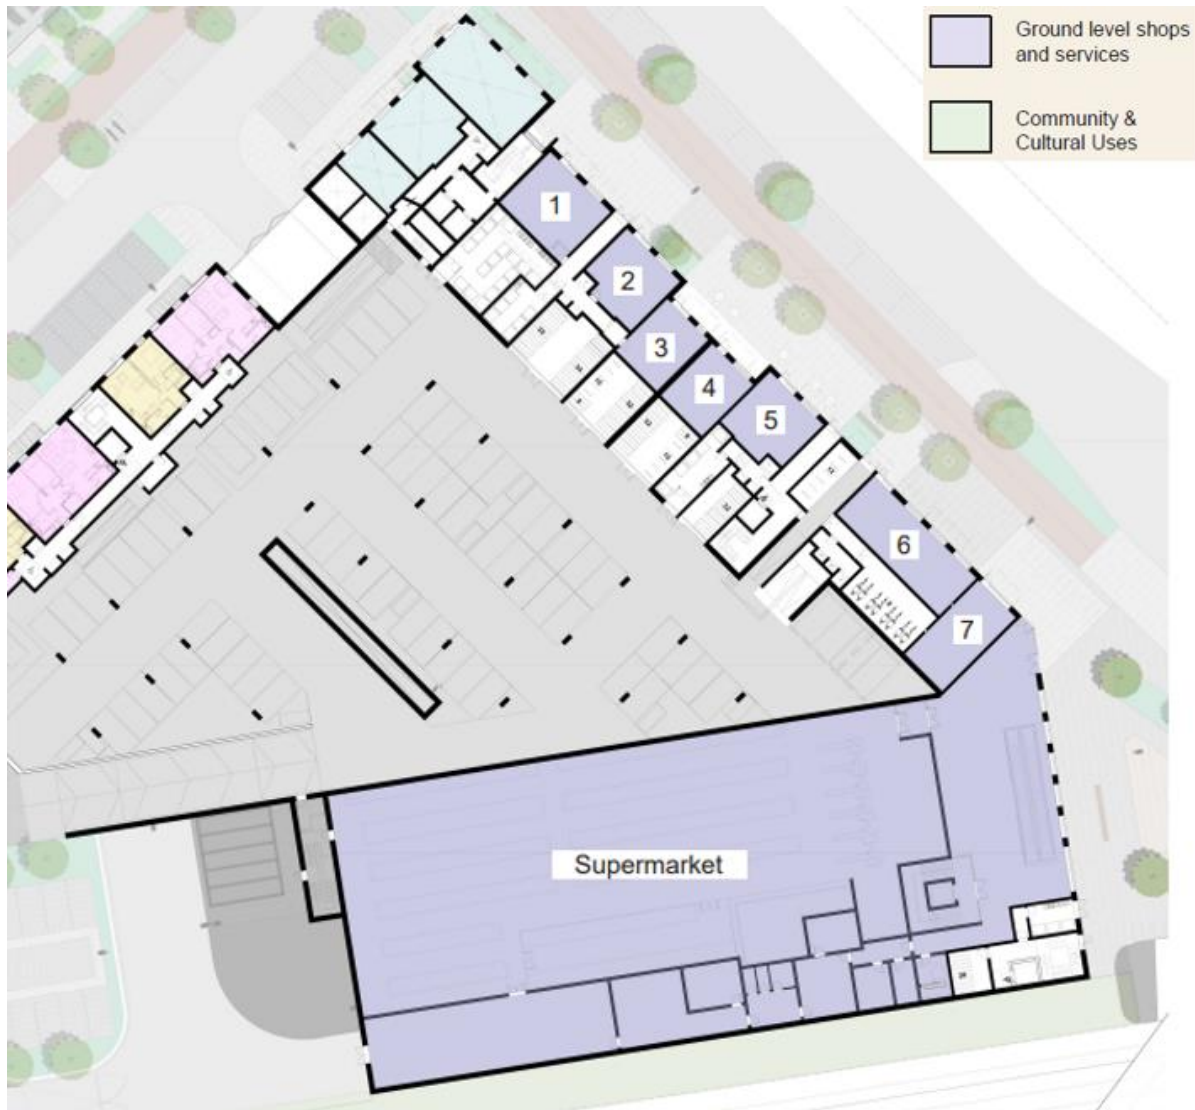 Ground level shops
and services
Community &
Cultural Uses
1
2
3
4
5
6
7
Supermarket